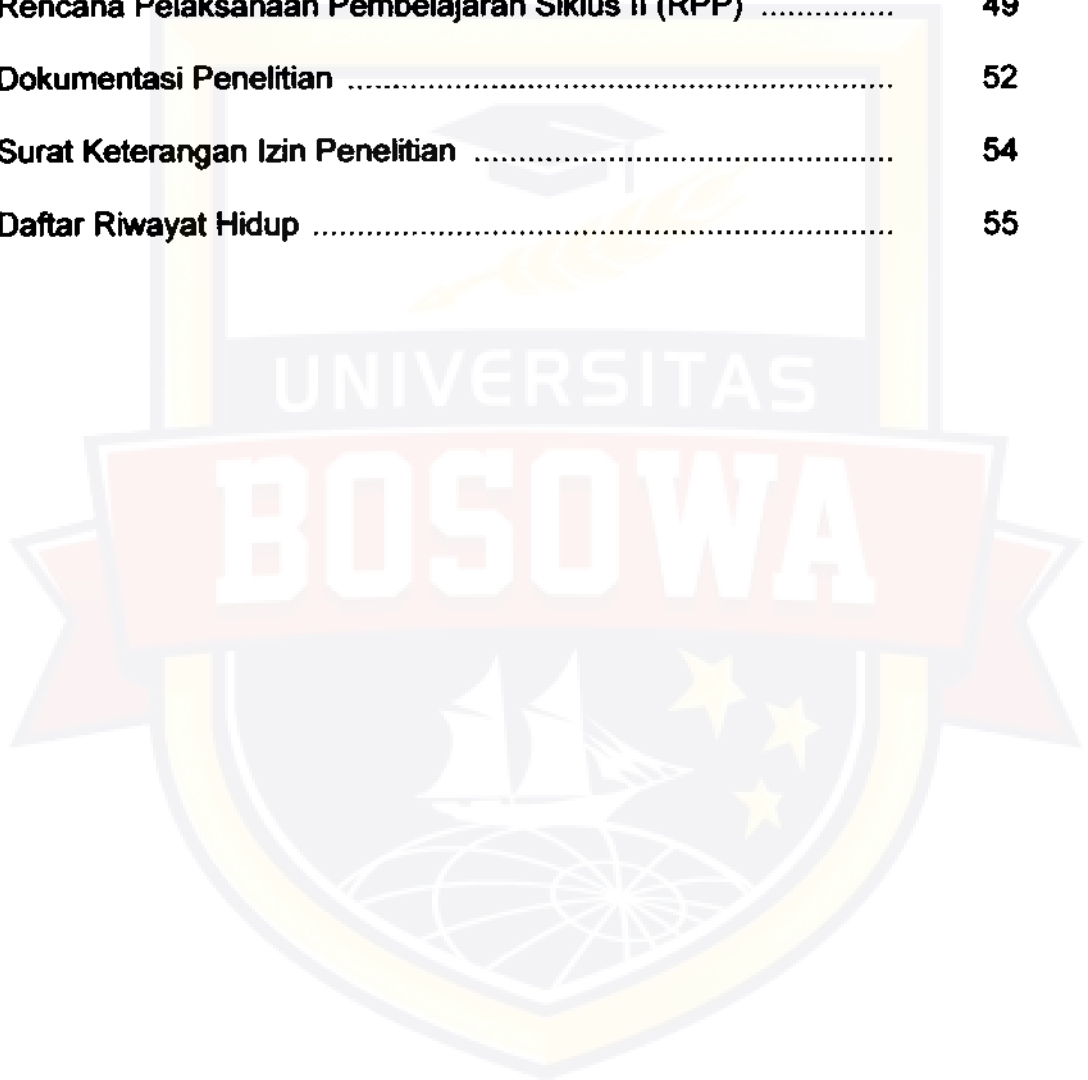 Rencana Pelaksanaan Pembelajaran Siklus II (RPP) ............... 49
Dokumentasi Penelitian ............................................................... 52
Surat Keterangan Izin Penelitian ................................................ 54
Daftar Riwayat Hidup ................................................................... 55
UNIVERSITAS
BOSOWA